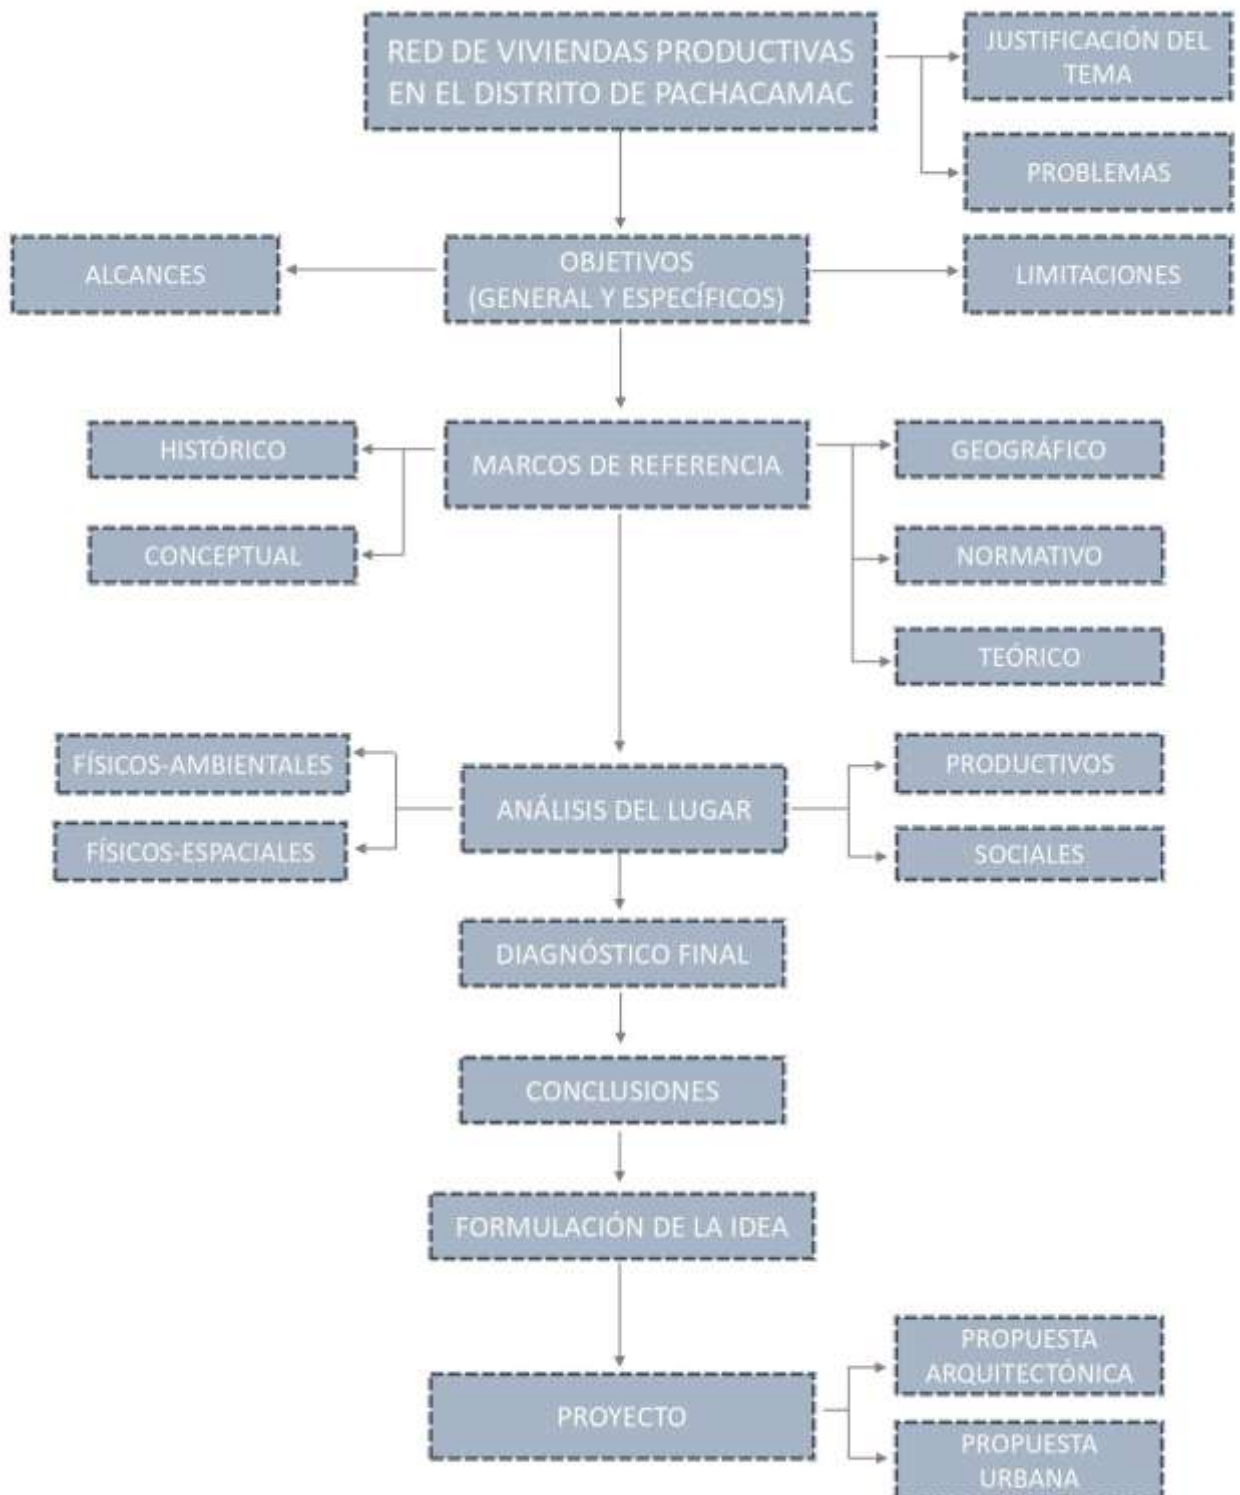 RED DE VIVIENDAS PRODUCTIVAS
EN EL DISTRITO DE PACHACAMAC
JUSTIFICACIÓN DEL
TEMA
PROBLEMAS
ALCANCES
OBJETIVOS
(GENERAL Y ESPECÍFICOS)
LIMITACIONES
HISTÓRICO
MARCOS DE REFERENCIA
GEOGRÁFICO
CONCEPTUAL
NORMATIVO
TEÓRICO
FÍSICOS-AMBIENTALES
PRODUCTIVOS
ANÁLISIS DEL LUGAR
FÍSICOS-ESPACIALES
SOCIALES
DIAGNÓSTICO FINAL
CONCLUSIONES
FORMULACIÓN DE LA IDEA
PROPUESTA
ARQUITECTÓNICA
PROYECTO
PROPUESTA
URBANA